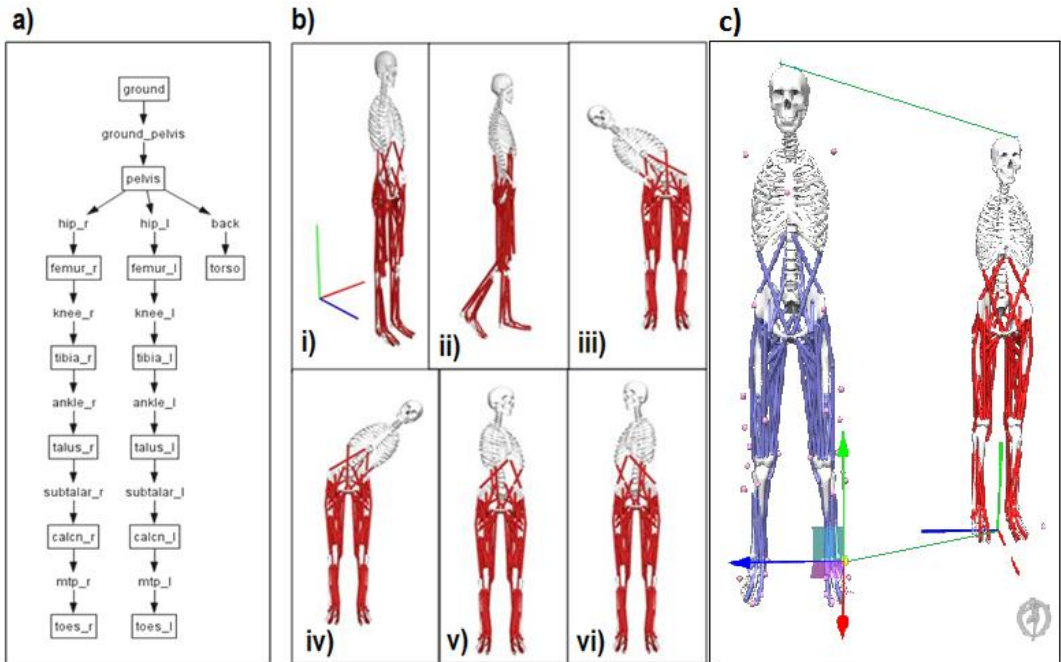 a)
ground
ground_pelvis
pelvis
hip_r hip_l back
femur_r femur_l torso
knee_r knee_l
tibia_r tibia_l
ankle_r ankle_l
talus_r talus_l
subtalar_r subtalar_l
calcn_r calcn_l
mtp_r mtp_l
toes_r toes_l
b)
i) ii) iii)
iv) v) vi)
c)